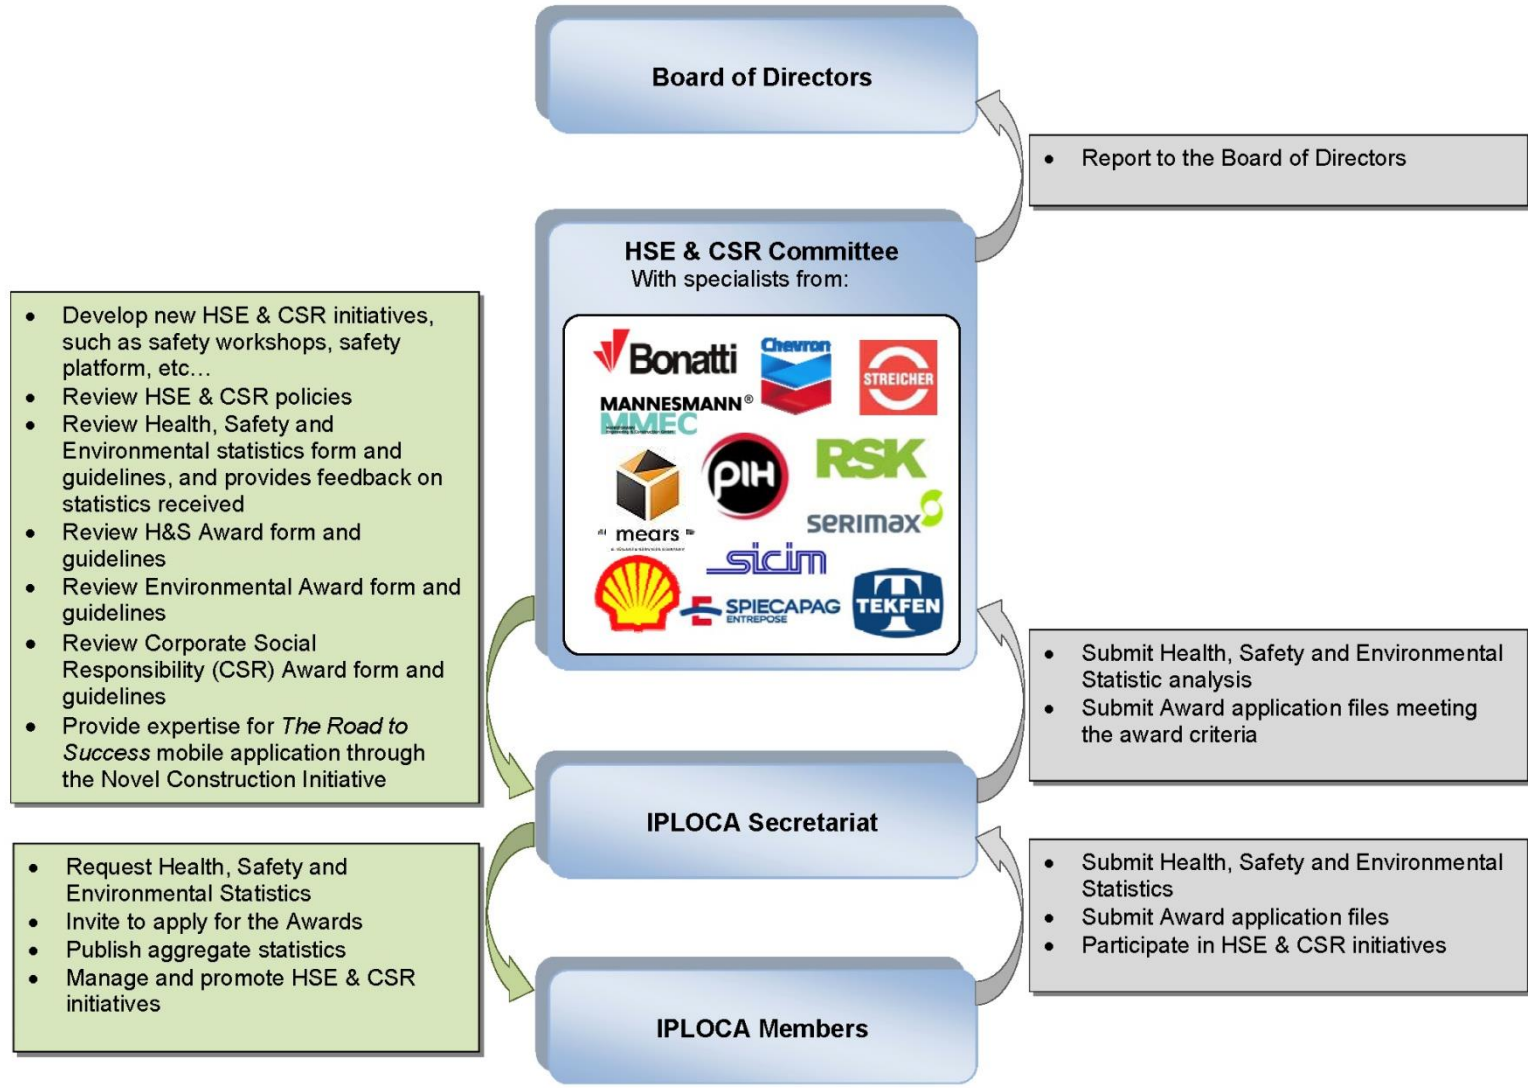 Board of Directors
• Report to the Board of Directors
HSE & CSR Committee
With specialists from:
Bonatti
Chevron
STREICHER
MANNESMANN®
MMEC
PIH
RSK
mears
serimax
sicim
SPIECAPAG
ENTREPOSE
TEKFEN
• Develop new HSE & CSR initiatives,
such as safety workshops, safety
platform, etc…
• Review HSE & CSR policies
• Review Health, Safety and
Environmental statistics form and
guidelines, and provides feedback on
statistics received
• Review H&S Award form and
guidelines
• Review Environmental Award form and
guidelines
• Review Corporate Social
Responsibility (CSR) Award form and
guidelines
• Provide expertise for The Road to
Success mobile application through
the Novel Construction Initiative
• Submit Health, Safety and Environmental
Statistic analysis
• Submit Award application files meeting
the award criteria
IPLOCA Secretariat
• Request Health, Safety and
Environmental Statistics
• Invite to apply for the Awards
• Publish aggregate statistics
• Manage and promote HSE & CSR
initiatives
• Submit Health, Safety and Environmental
Statistics
• Submit Award application files
• Participate in HSE & CSR initiatives
IPLOCA Members